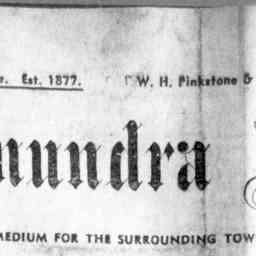 r. Est. 1877. W. H. Pinkstone &
mundra
MEDIUM FOR THE SURROUNDING TOW